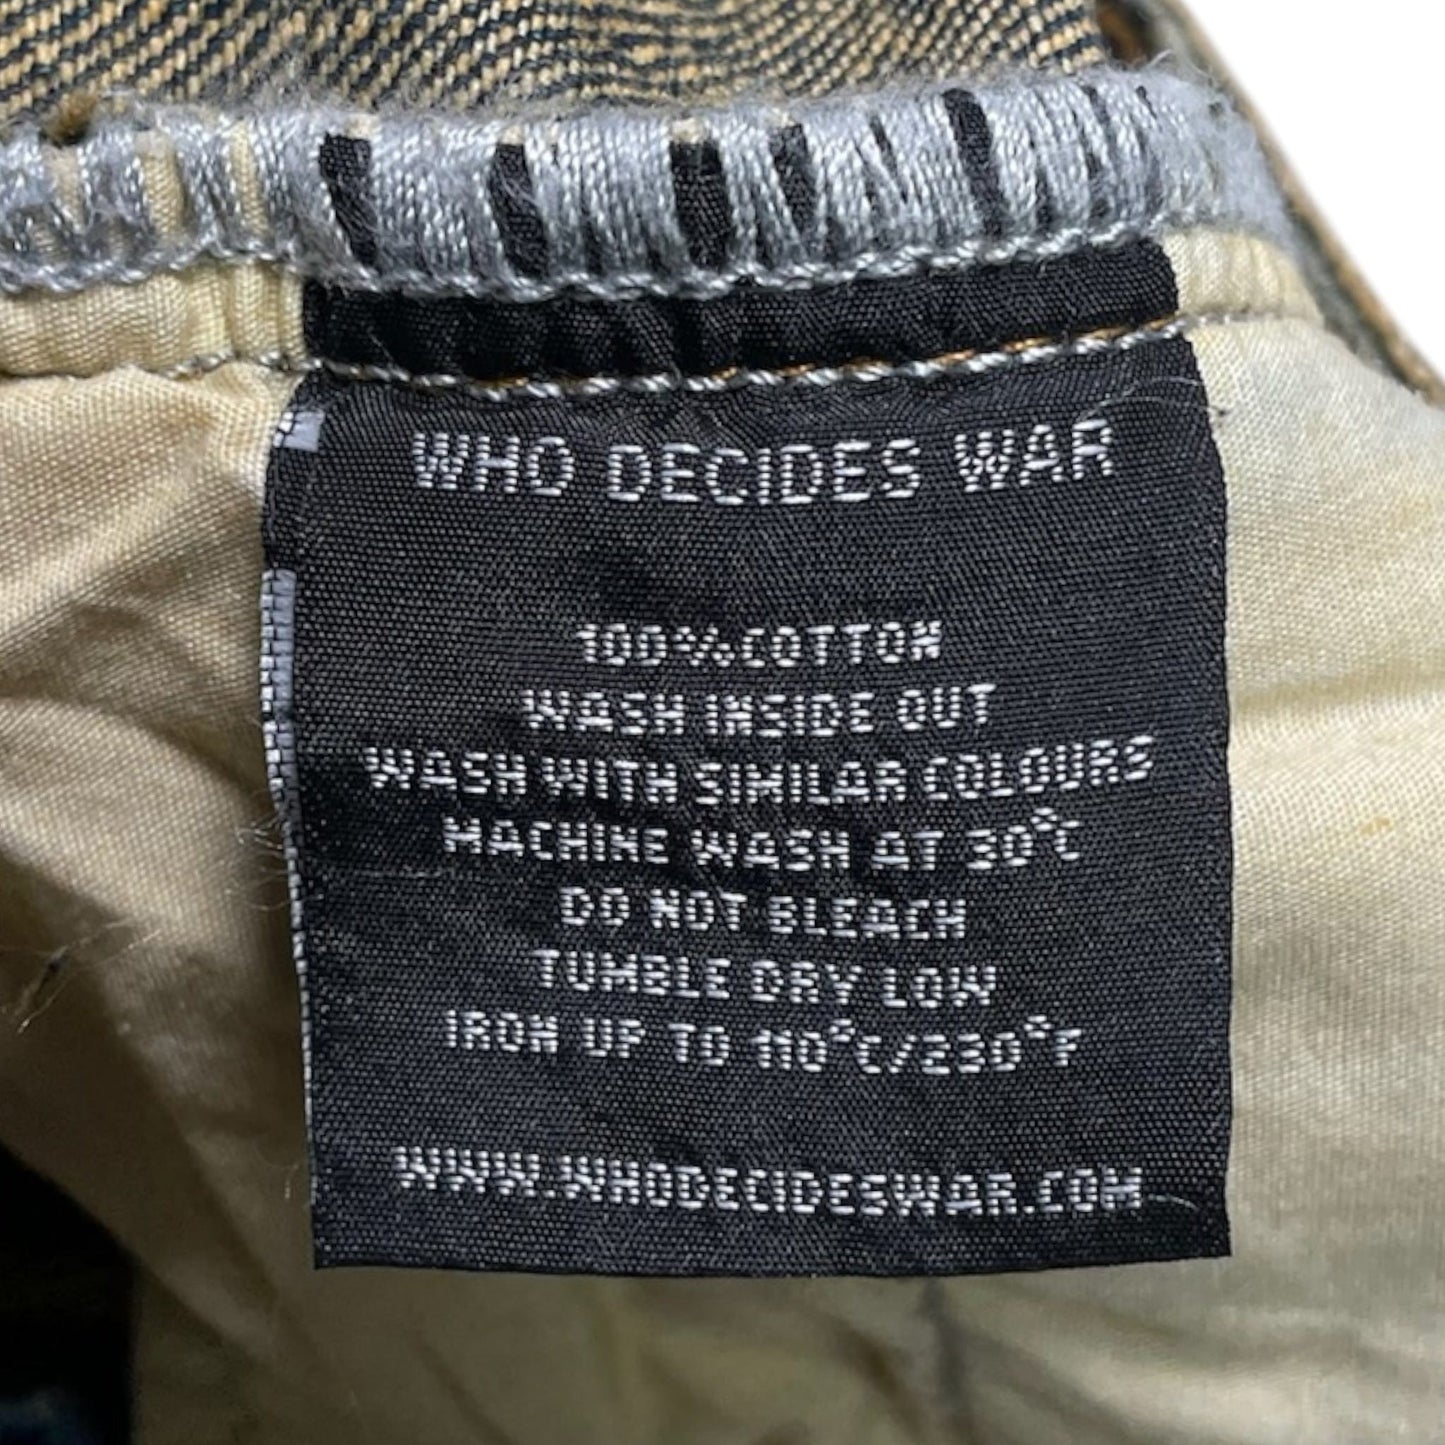 WHO DECIDES WAR
100% COTTON
WASH INSIDE OUT
WASH WITH SIMILAR COLOURS
MACHINE WASH AT 30°C
DO NOT BLEACH
TUMBLE DRY LOW
IRON UP TO 110°C/230°F
WWW.WHODECIDESWAR.COM